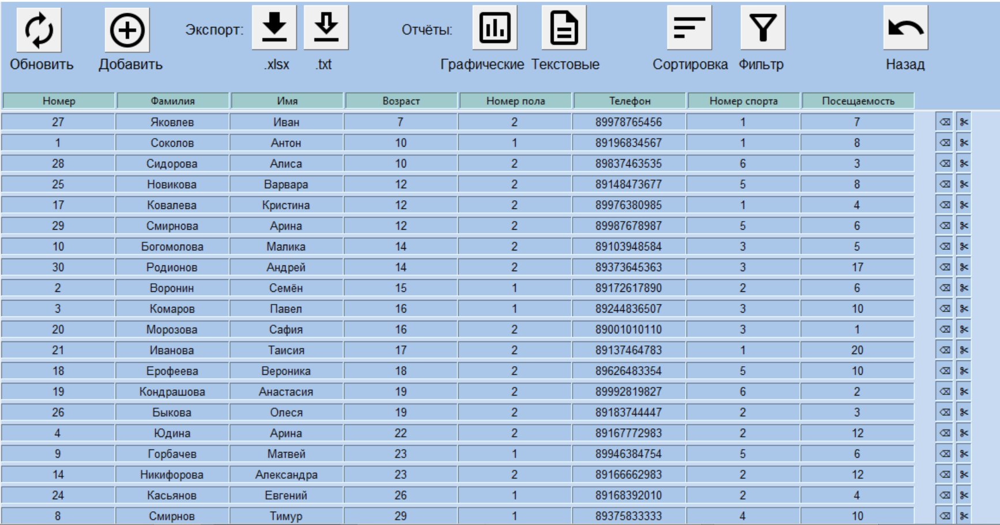 Экспорт: Отчёты:
Обновить Добавить .xlsx .txt Графические Текстовые Сортировка Фильтр Назад
Номер Фамилия Имя Возраст Номер пола Телефон Номер спорта Посещаемость
27 Яковлев Иван 7 2 89978765456 1 7
1 Соколов Антон 10 1 89196834567 1 8
28 Сидорова Алиса 10 2 89837463535 6 3
25 Новикова Варвара 12 2 89148473677 5 8
17 Ковалева Кристина 12 2 89976380985 1 4
29 Смирнова Арина 12 2 89987678987 5 6
10 Богомолова Малика 14 2 89103948584 3 5
30 Родионов Андрей 14 2 89373645363 3 17
2 Воронин Семён 15 1 89172617890 2 6
3 Комаров Павел 16 1 89244836507 3 10
20 Морозова Сафия 16 2 89001010110 3 1
21 Иванова Таисия 17 2 89137464783 1 20
18 Ерофеева Вероника 18 2 89626483354 5 10
19 Кондрашова Анастасия 19 2 89992819827 6 2
26 Быкова Олеся 19 2 89183744447 2 3
4 Юдина Арина 22 2 89167772983 2 12
9 Горбачев Матвей 23 1 89946384754 5 6
14 Никифорова Александра 23 2 89166662983 2 12
24 Касьянов Евгений 26 1 89168392010 2 4
8 Смирнов Тимур 29 1 89375833333 4 10